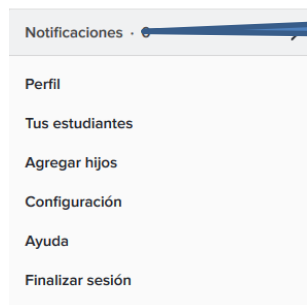 Notificaciones ·
Perfil
Tus estudiantes
Agregar hijos
Configuración
Ayuda
Finalizar sesión